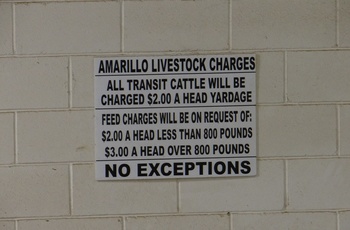 AMARILLO LIVESTOCK CHARGES
ALL TRANSIT CATTLE WILL BE
CHARGED $2.00 A HEAD YARDAGE
FEED CHARGES WILL BE ON REQUEST OF:
$2.00 A HEAD LESS THAN 800 POUNDS
$3.00 A HEAD OVER 800 POUNDS
NO EXCEPTIONS